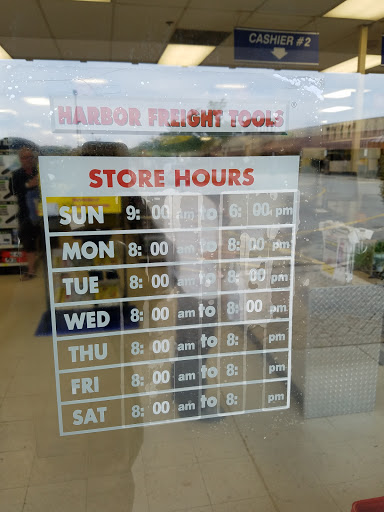 CASHIER #2
HARBOR FREIGHT TOOLS
STORE HOURS
SUN 9: 00 am to 6: 00 pm
MON 8: 00 am to 8: 00 pm
TUE 8: 00 am to 8: 00 pm
WED 8: 00 am to 8: 00 pm
THU 8: 00 am to 8: pm
FRI 8: 00 am to 8: pm
SAT 8: 00 am to 8: pm